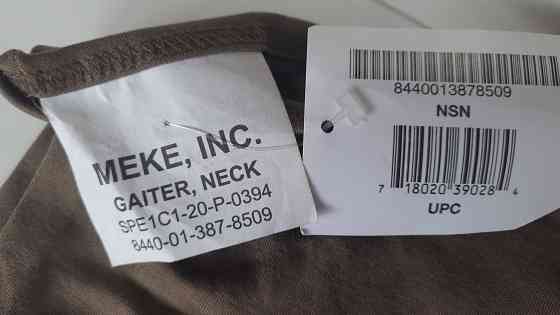 MEKE, INC.
GAITER, NECK
SPE1C1-20-P-0394
8440-01-387-8509
8440013878509
NSN
7 18020 39028 4
UPC